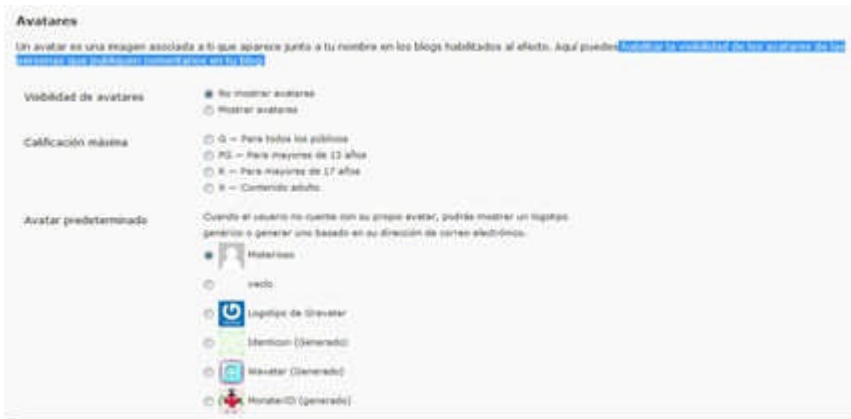 Avatares
Un avatar es una imagen asociada a ti que aparece junto a tu nombre en los blogs habilitados al efecto. Aquí puedes habilitar la visibilidad de los avatares de las
personas que publiquen comentarios en tu blog.
Visibilidad de avatares
No mostrar avatares
Mostrar avatares
Calificación máxima
G — Para todos los públicos
PG — Para mayores de 13 años
R — Para mayores de 17 años
X — Contenido adulto
Avatar predeterminado
Cuando el usuario no cuente con su propio avatar, podrás mostrar un logotipo
genérico o generar uno basado en su dirección de correo electrónico.
Misterioso
vacío
Logotipo de Gravatar
Identicon (Generado)
Wavatar (Generado)
MonsterID (generado)